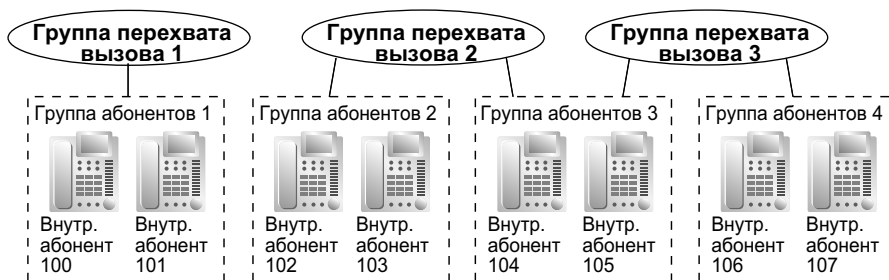 Группа перехвата
вызова 1
Группа перехвата
вызова 2
Группа перехвата
вызова 3
Группа абонентов 1
Группа абонентов 2
Группа абонентов 3
Группа абонентов 4
Внутр.
абонент
100
Внутр.
абонент
101
Внутр.
абонент
102
Внутр.
абонент
103
Внутр.
абонент
104
Внутр.
абонент
105
Внутр.
абонент
106
Внутр.
абонент
107